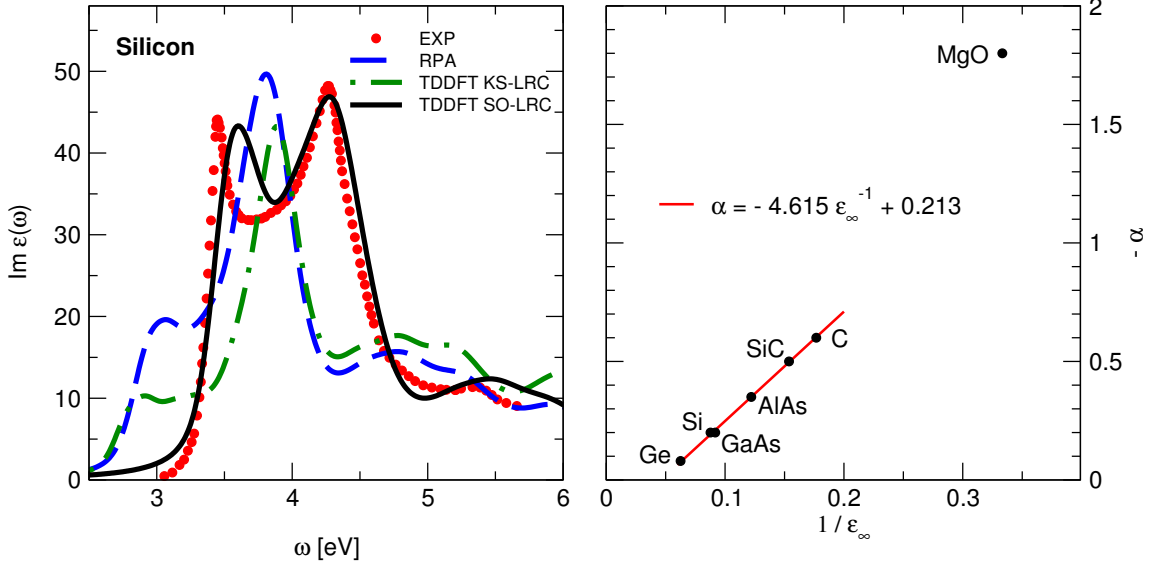 Silicon
EXP
RPA
TDDFT KS-LRC
TDDFT SO-LRC
50
40
30
20
10
0
Im ε(ω)
3
4
5
6
ω [eV]
MgO
α = - 4.615 ε∞⁻¹ + 0.213
C
SiC
AlAs
Si
GaAs
Ge
2
1.5
1
0.5
0
- α
0
0.1
0.2
0.3
1 / ε∞